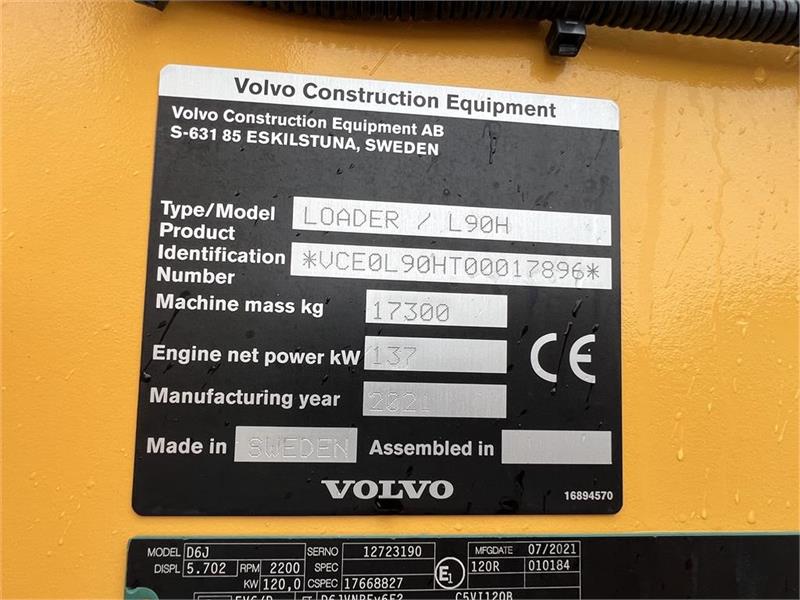 Volvo Construction Equipment
Volvo Construction Equipment AB
S-631 85 ESKILSTUNA, SWEDEN
Type/Model LOADER / L90H
Product
Identification *VCE0L90HT00017896*
Number
Machine mass kg 17300
Engine net power kW 137
Manufacturing year 2021
CE
Made in SWEDEN Assembled in
VOLVO 16894570
MODEL D6J SERNO 12723190 MFGDATE 07/2021
DISPL 5.702 RPM 2200 SPEC E1 120R 010184
KW 120,0 CSPEC 17668827